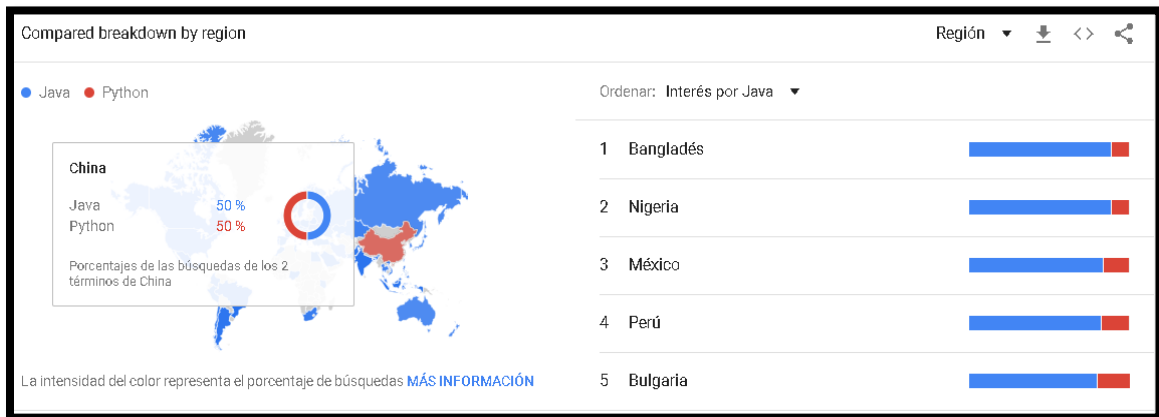 Compared breakdown by region
Región
Java Python
Ordenar: Interés por Java
China
Java 50 %
Python 50 %
Porcentajes de las búsquedas de los 2
términos de China
1 Bangladés
2 Nigeria
3 México
4 Perú
5 Bulgaria
La intensidad del color representa el porcentaje de búsquedas MÁS INFORMACIÓN